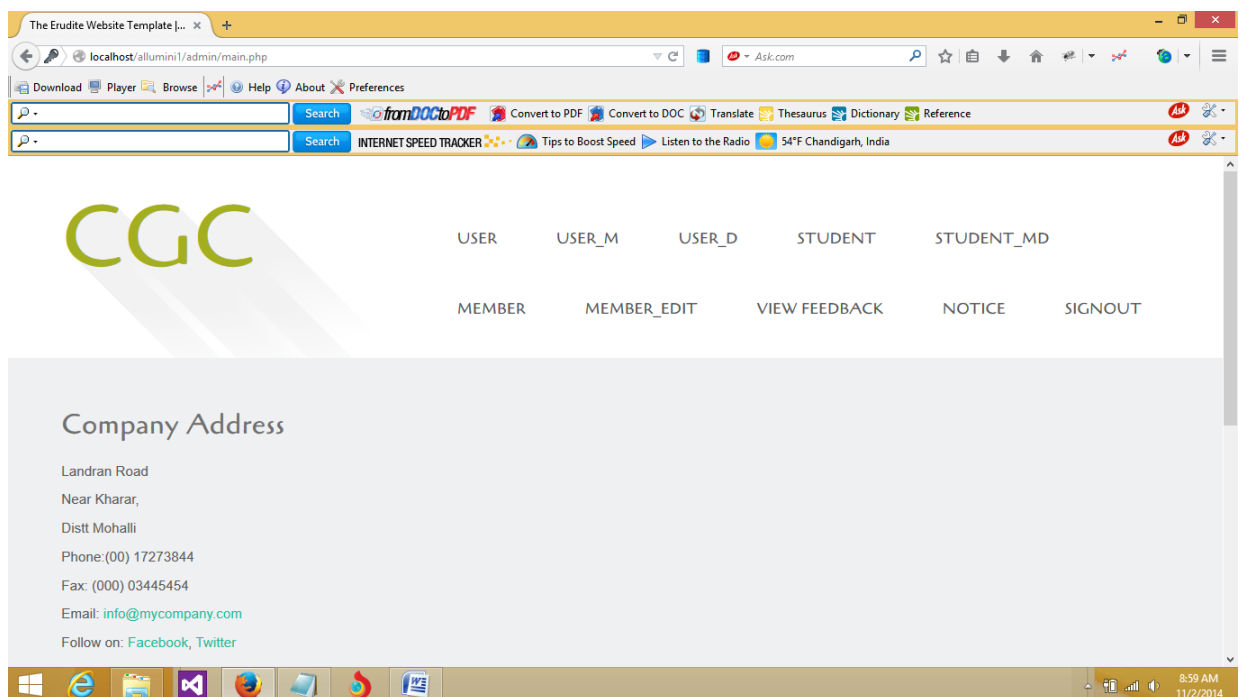 The Erudite Website Template |... × +
localhost/allumini1/admin/main.php Ask.com
Download Player Browse Help About Preferences
Search fromDOCtoPDF Convert to PDF Convert to DOC Translate Thesaurus Dictionary Reference Ask
Search INTERNET SPEED TRACKER Tips to Boost Speed Listen to the Radio 54°F Chandigarh, India Ask
CGC
USER USER_M USER_D STUDENT STUDENT_MD
MEMBER MEMBER_EDIT VIEW FEEDBACK NOTICE SIGNOUT
Company Address
Landran Road
Near Kharar,
Distt Mohalli
Phone:(00) 17273844
Fax: (000) 03445454
Email: info@mycompany.com
Follow on: Facebook, Twitter
8:59 AM
11/2/2014